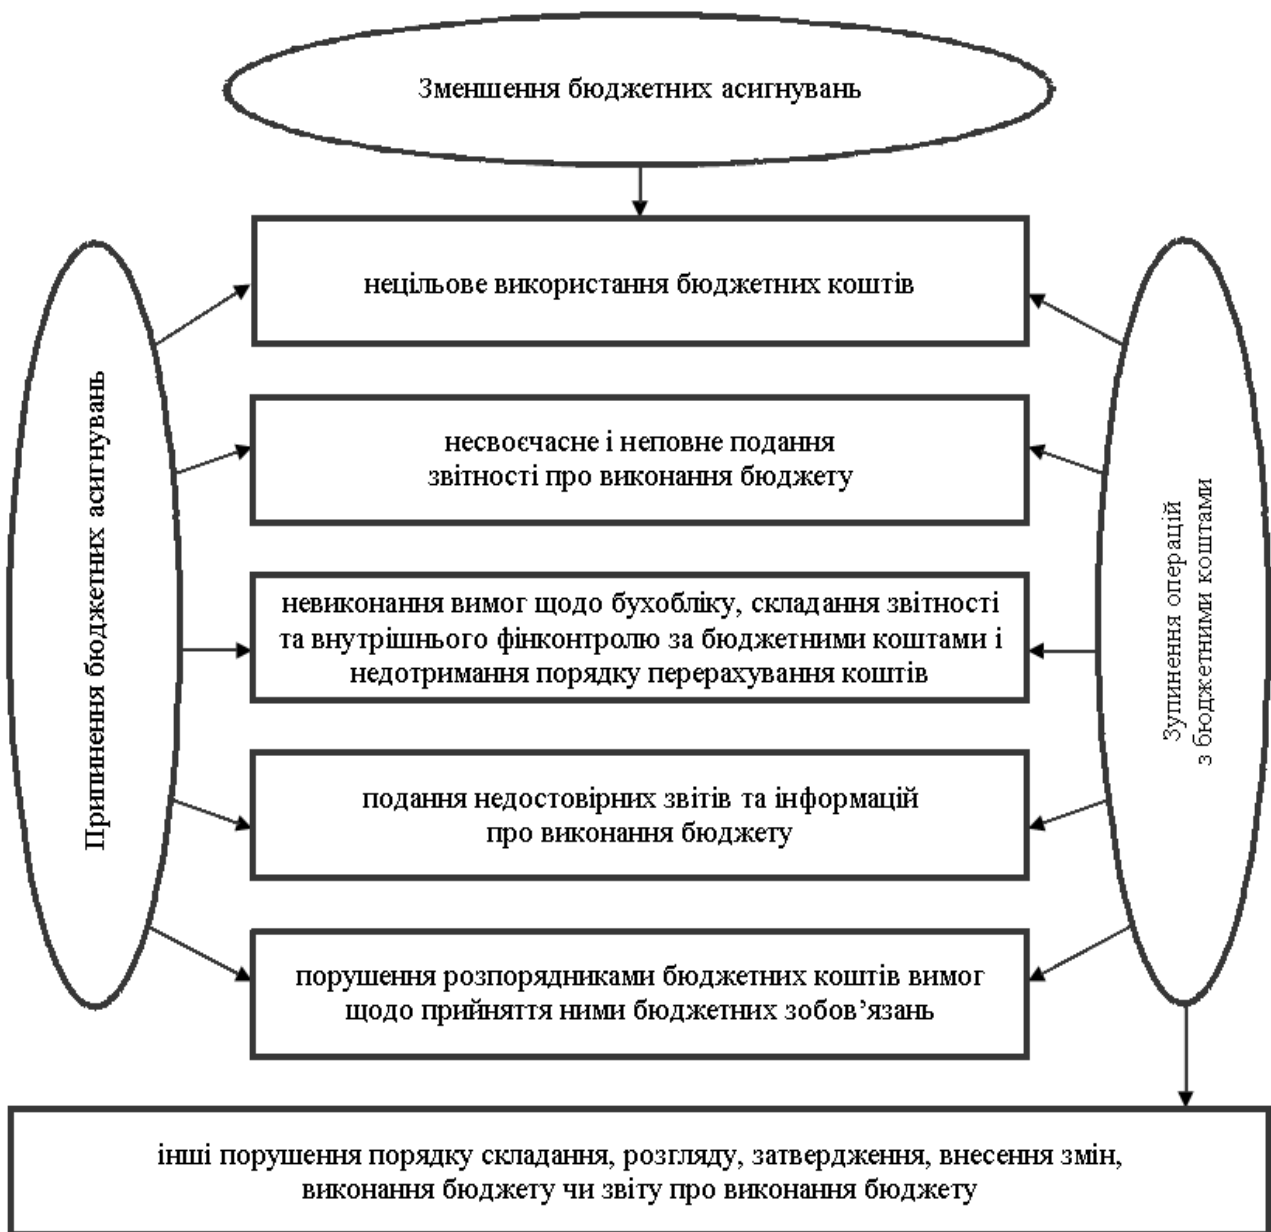 Зменшення бюджетних асигнувань
нецільове використання бюджетних коштів
несвоєчасне і неповне подання
звітності про виконання бюджету
невиконання вимог щодо бухобліку, складання звітності
та внутрішнього фінконтролю за бюджетними коштами і
недотримання порядку перерахування коштів
подання недостовірних звітів та інформацій
про виконання бюджету
порушення розпорядниками бюджетних коштів вимог
щодо прийняття ними бюджетних зобов’язань
Припинення бюджетних асигнувань
Зупинення операцій
з бюджетними коштами
інші порушення порядку складання, розгляду, затвердження, внесення змін,
виконання бюджету чи звіту про виконання бюджету